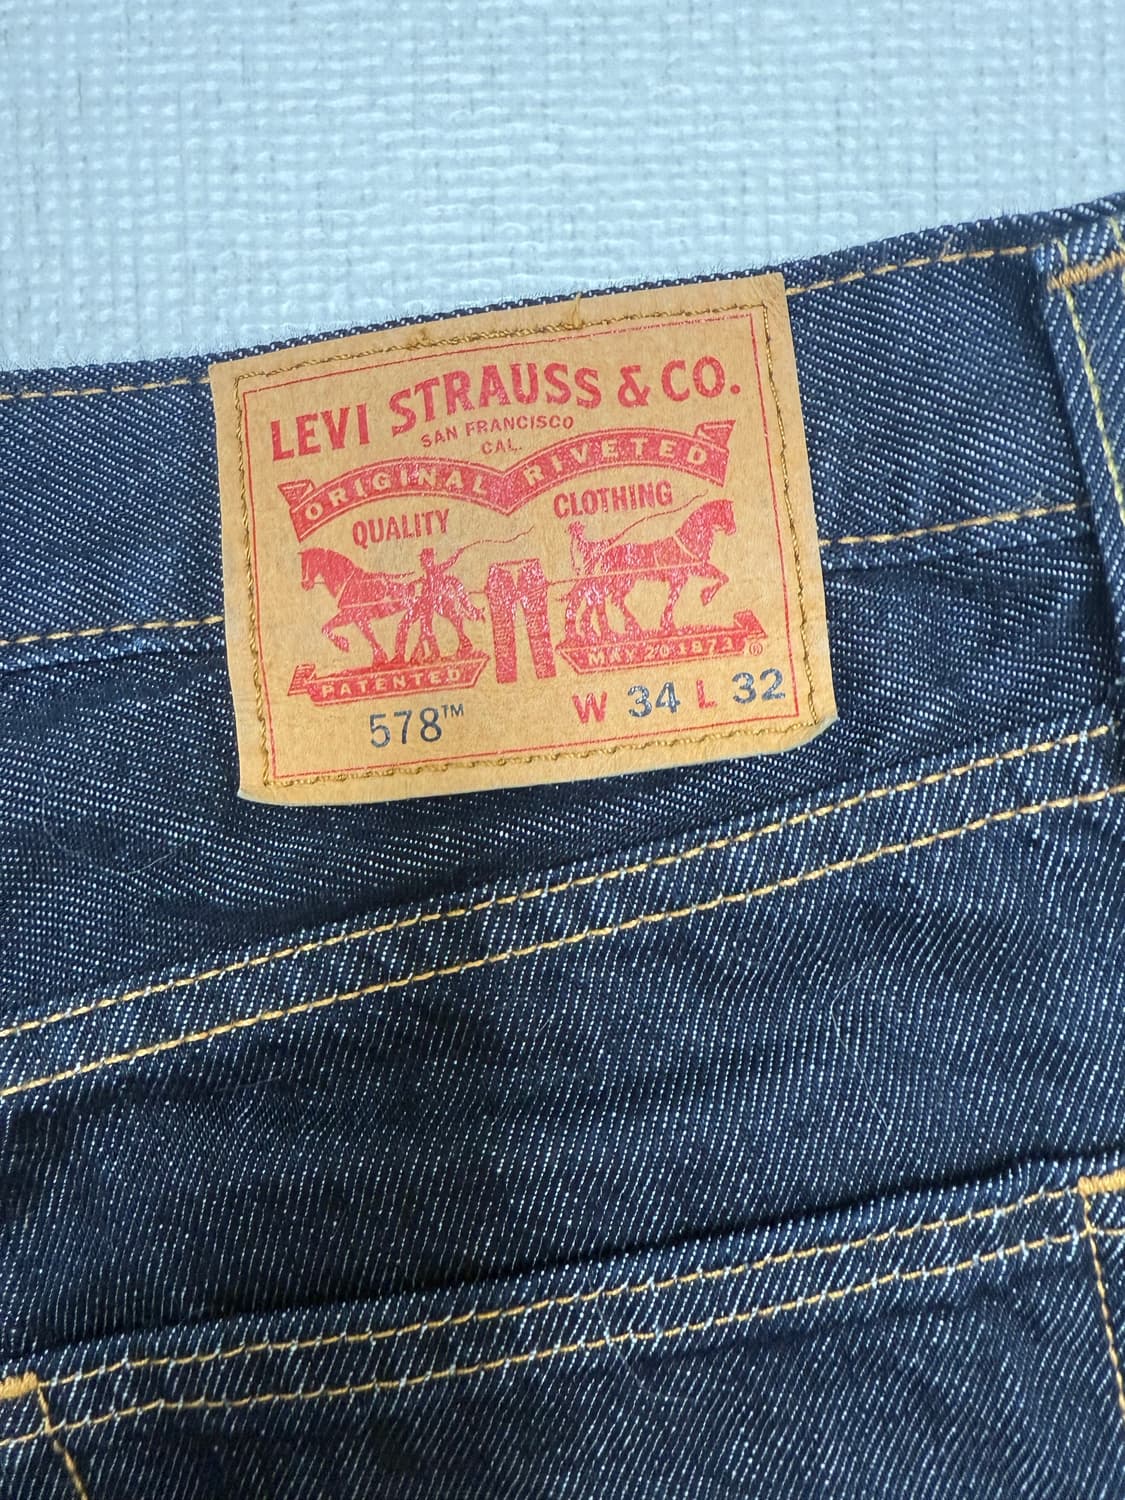 LEVI STRAUSS & CO.
SAN FRANCISCO
CAL.
ORIGINAL RIVETED
QUALITY CLOTHING
PATENTED MAY 20 1873 ®
578™ W 34 L 32